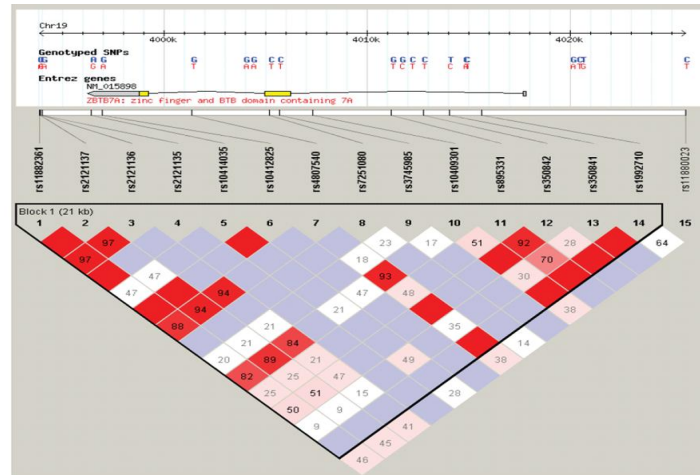 Chr19
4000k 4010k 4020k
Genotyped SNPs
Entrez genes
NM_015898
ZBTB7A: zinc finger and BTB domain containing 7A
rs11882361 rs2121137 rs2121136 rs2121135 rs10414035 rs10412825 rs4807540 rs7251080 rs3745985 rs10409301 rs895331 rs350842 rs350841 rs1992710 rs11880023
Block 1 (21 kb)
1 2 3 4 5 6 7 8 9 10 11 12 13 14 15
97 23 17 51 92 28 64
97 18 70
47 93 30
47 94 47 48 38
94 21
88 35
21 14
21 84 38
20 89 21 49
82 25 47
25 51 15 28
50 9
9 41
45
46